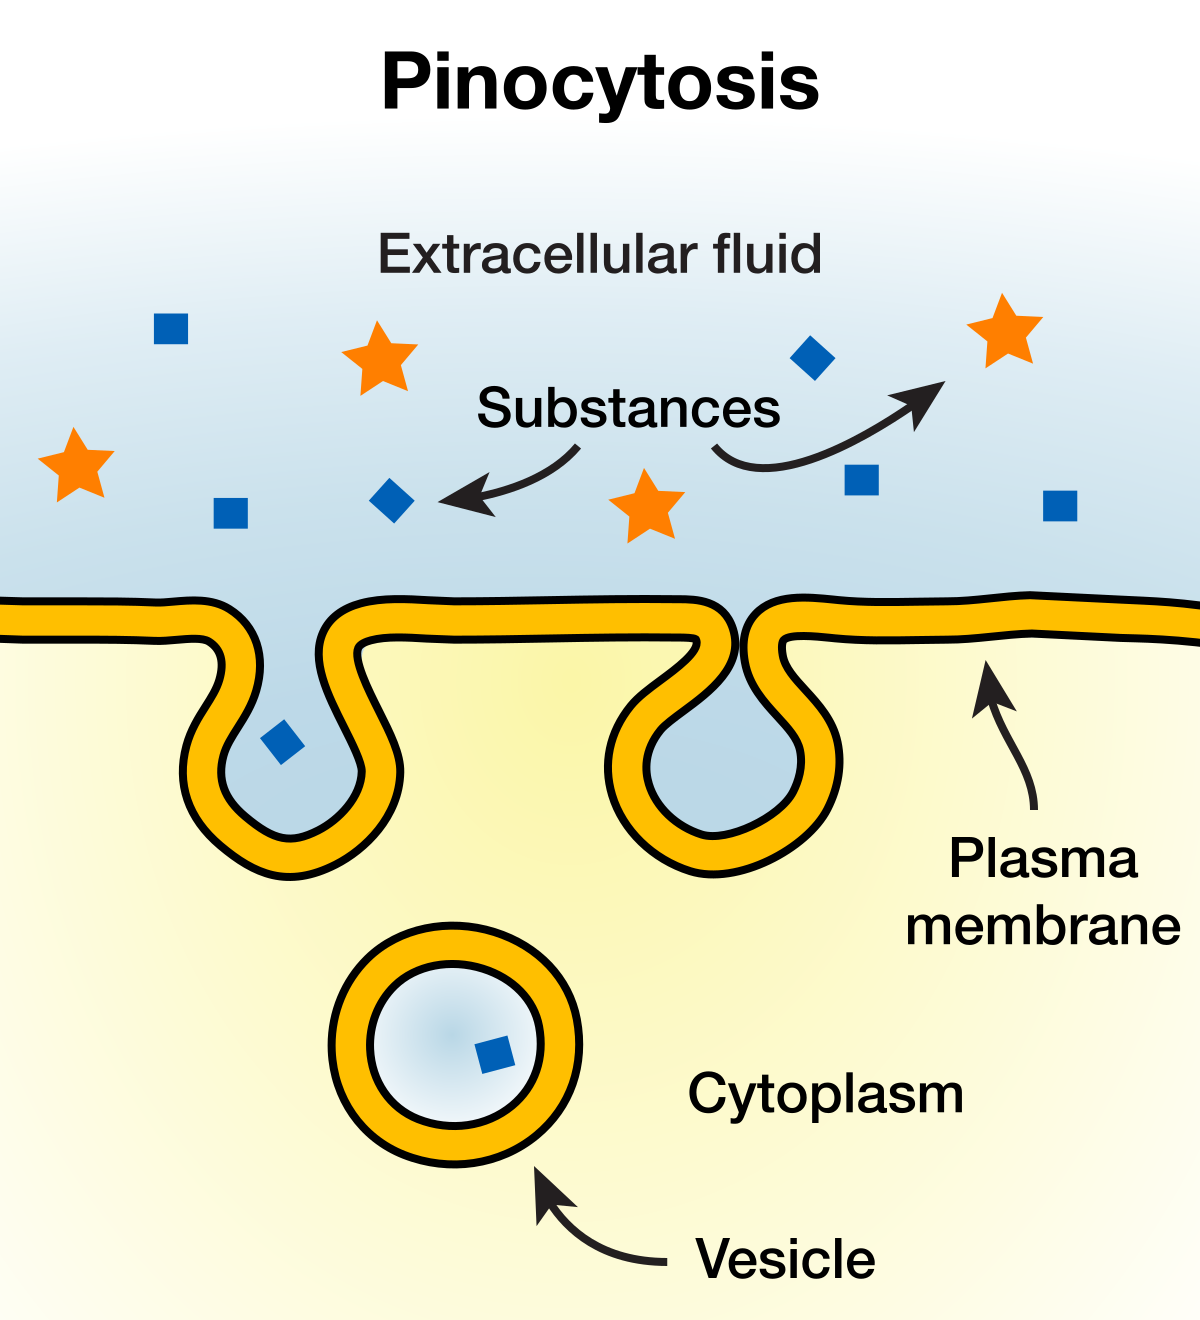 Pinocytosis
Extracellular fluid
Substances
Plasma
membrane
Cytoplasm
Vesicle